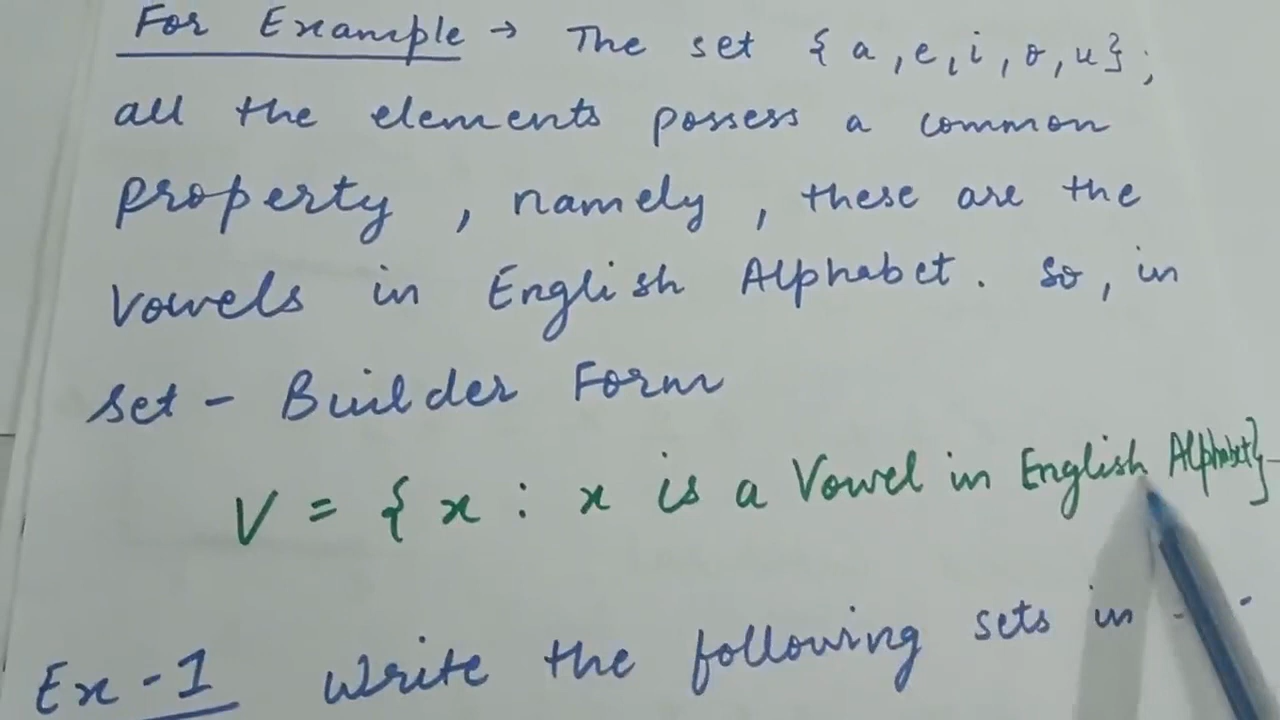 For Example → The set { a, e, i, o, u};
all the elements possess a common
property, namely, these are the
vowels in English Alphabet. So, in
set - Builder Form
V = { x : x is a Vowel in English Alphabet}
Ex - 1 Write the following sets in